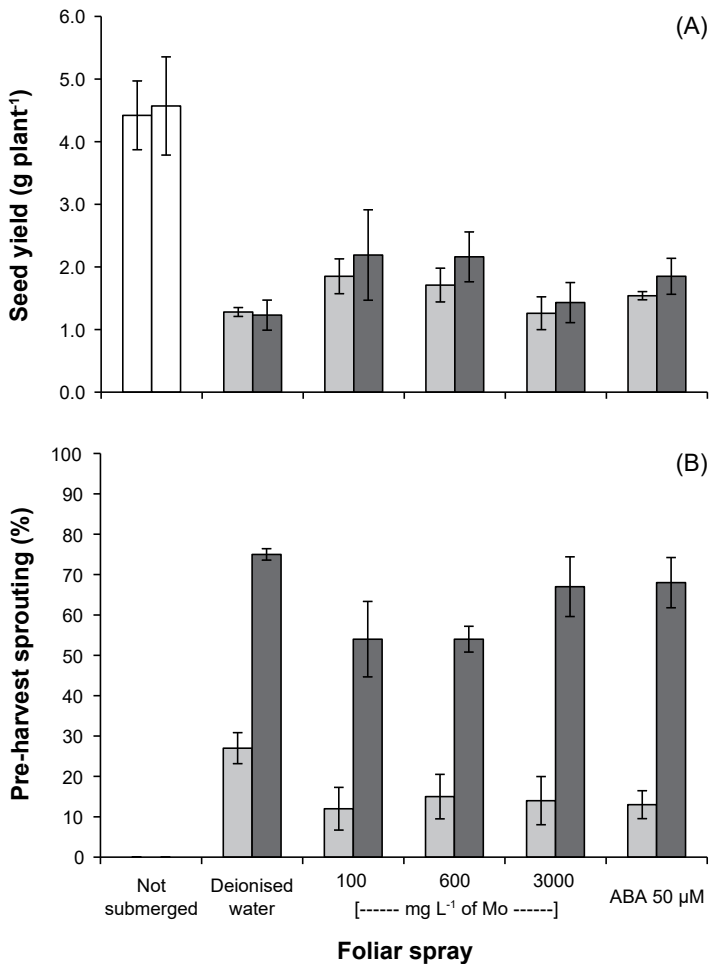 (A)
Seed yield (g plant⁻¹)
6.0
5.0
4.0
3.0
2.0
1.0
0.0
(B)
Pre-harvest sprouting (%)
100
90
80
70
60
50
40
30
20
10
0
Not
submerged
Deionised
water
100
600
3000
[------ mg L⁻¹ of Mo ------]
ABA 50 µM
Foliar spray